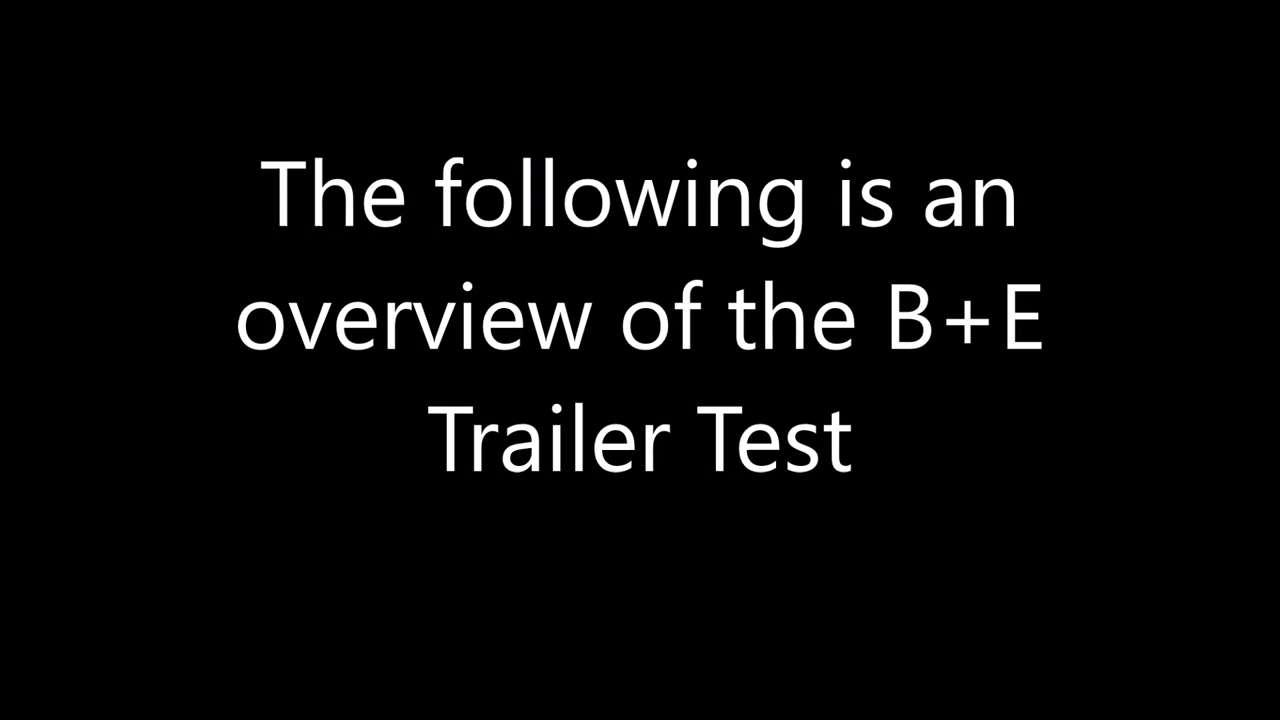 The following is an
overview of the B+E
Trailer Test